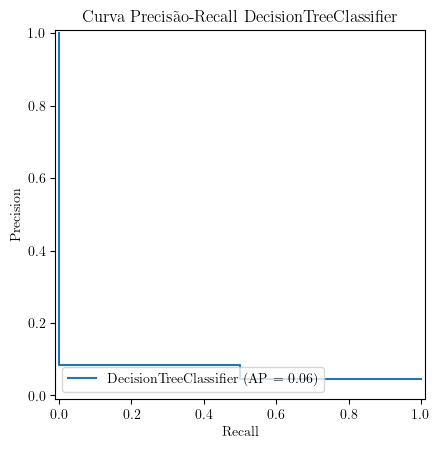 Curva Precisão-Recall DecisionTreeClassifier
1.0
0.8
0.6
0.4
0.2
0.0
Precision
DecisionTreeClassifier (AP = 0.06)
0.0 0.2 0.4 0.6 0.8 1.0
Recall